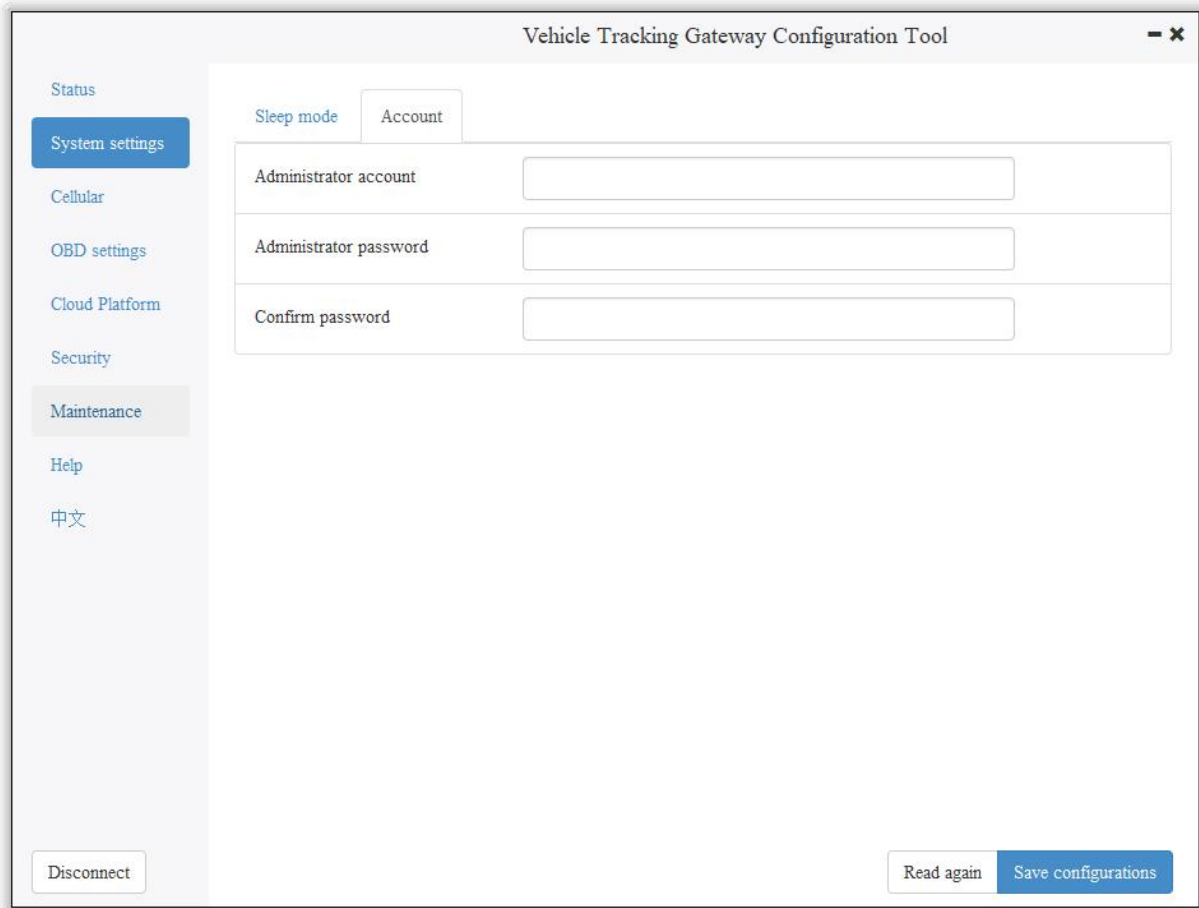 Vehicle Tracking Gateway Configuration Tool
Status
System settings
Cellular
OBD settings
Cloud Platform
Security
Maintenance
Help
中文
Sleep mode Account
Administrator account
Administrator password
Confirm password
Disconnect
Read again Save configurations